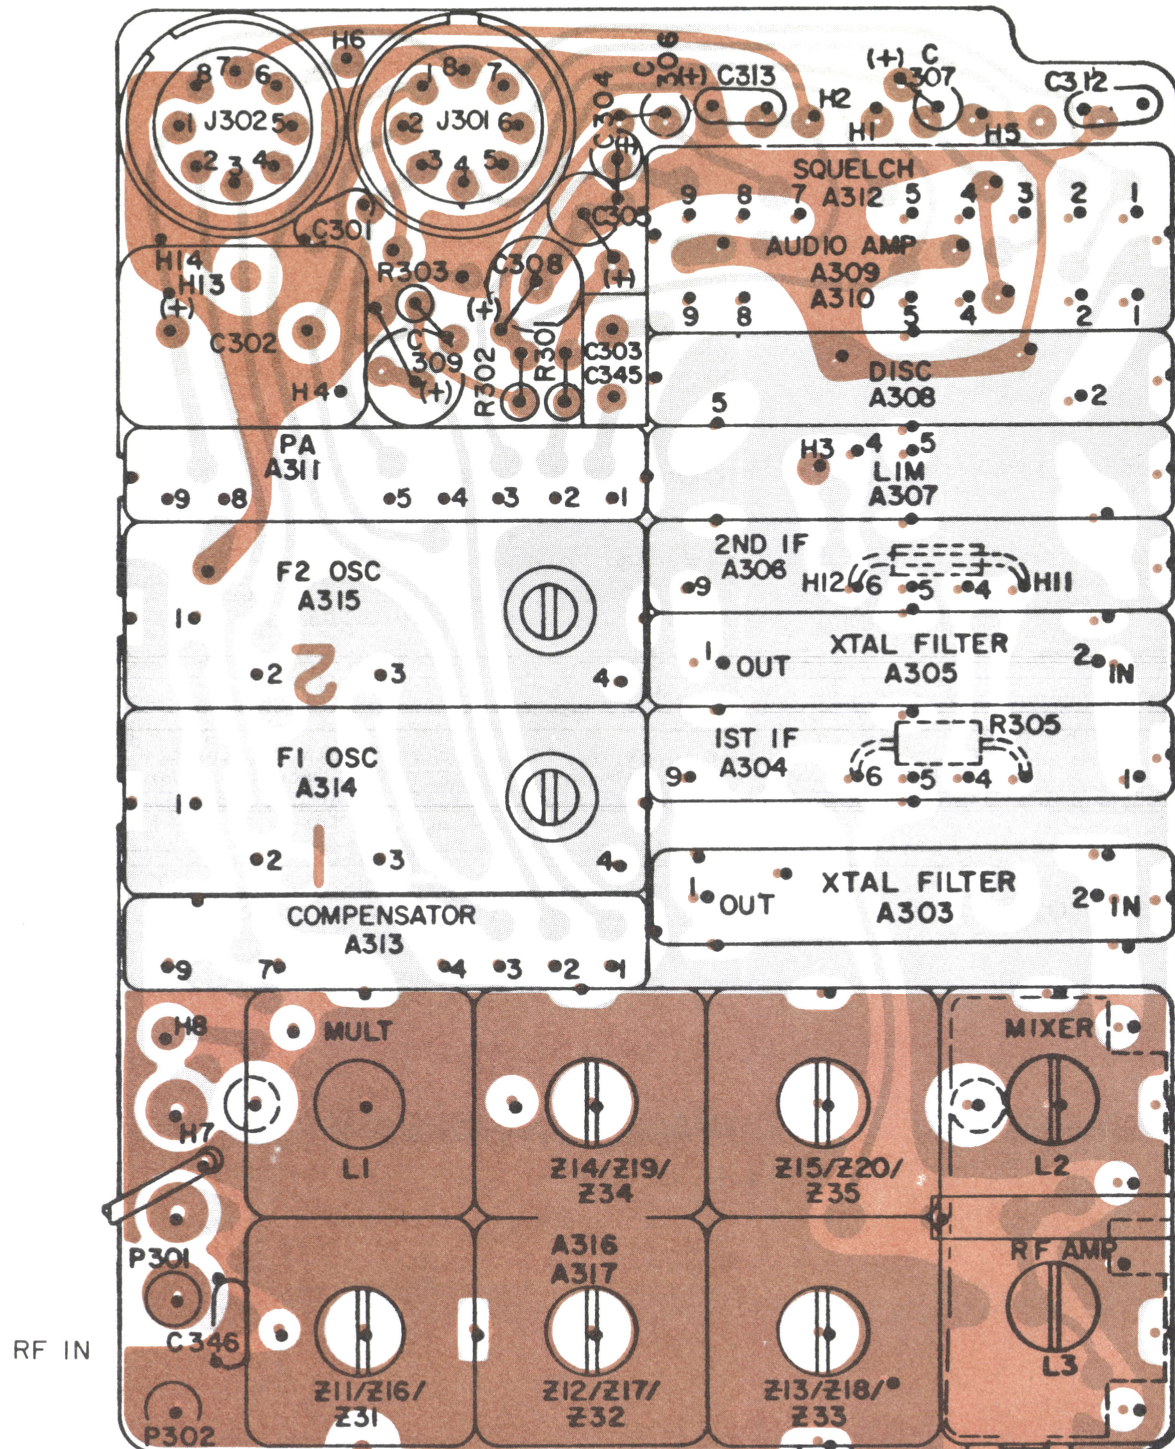 H6
C
306
(+)
C313
(+)
C
307
C312
8
7
6
1
J302
5
2
3
4
1
8
7
2
J301
6
3
4
5
C304
(+)
H2
H1
H5
SQUELCH
A312
9
8
7
5
4
3
2
1
AUDIO AMP
A309
A310
9
8
5
4
2
1
C301
C305
(+)
H14
H13
(+)
C302
H4
R303
C308
(+)
C
309
(+)
R302
R301
C303
C345
DISC
A308
5
2
PA
A311
9
8
5
4
3
2
1
H3
4
5
LIM
A307
F2 OSC
A315
1
2
3
4
2
2ND IF
A306
9
H12
6
5
4
H11
1
OUT
XTAL FILTER
A305
2
IN
F1 OSC
A314
1
2
3
4
1
1ST IF
A304
R305
9
6
5
4
1
1
OUT
XTAL FILTER
A303
2
IN
COMPENSATOR
A313
9
7
4
3
2
1
H8
MULT
MIXER
H7
L1
Z14/Z19/
Z34
Z15/Z20/
Z35
L2
P301
A316
A317
RF AMP
RF IN
C346
L3
Z11/Z16/
Z31
Z12/Z17/
Z32
Z13/Z18/
Z33
P302